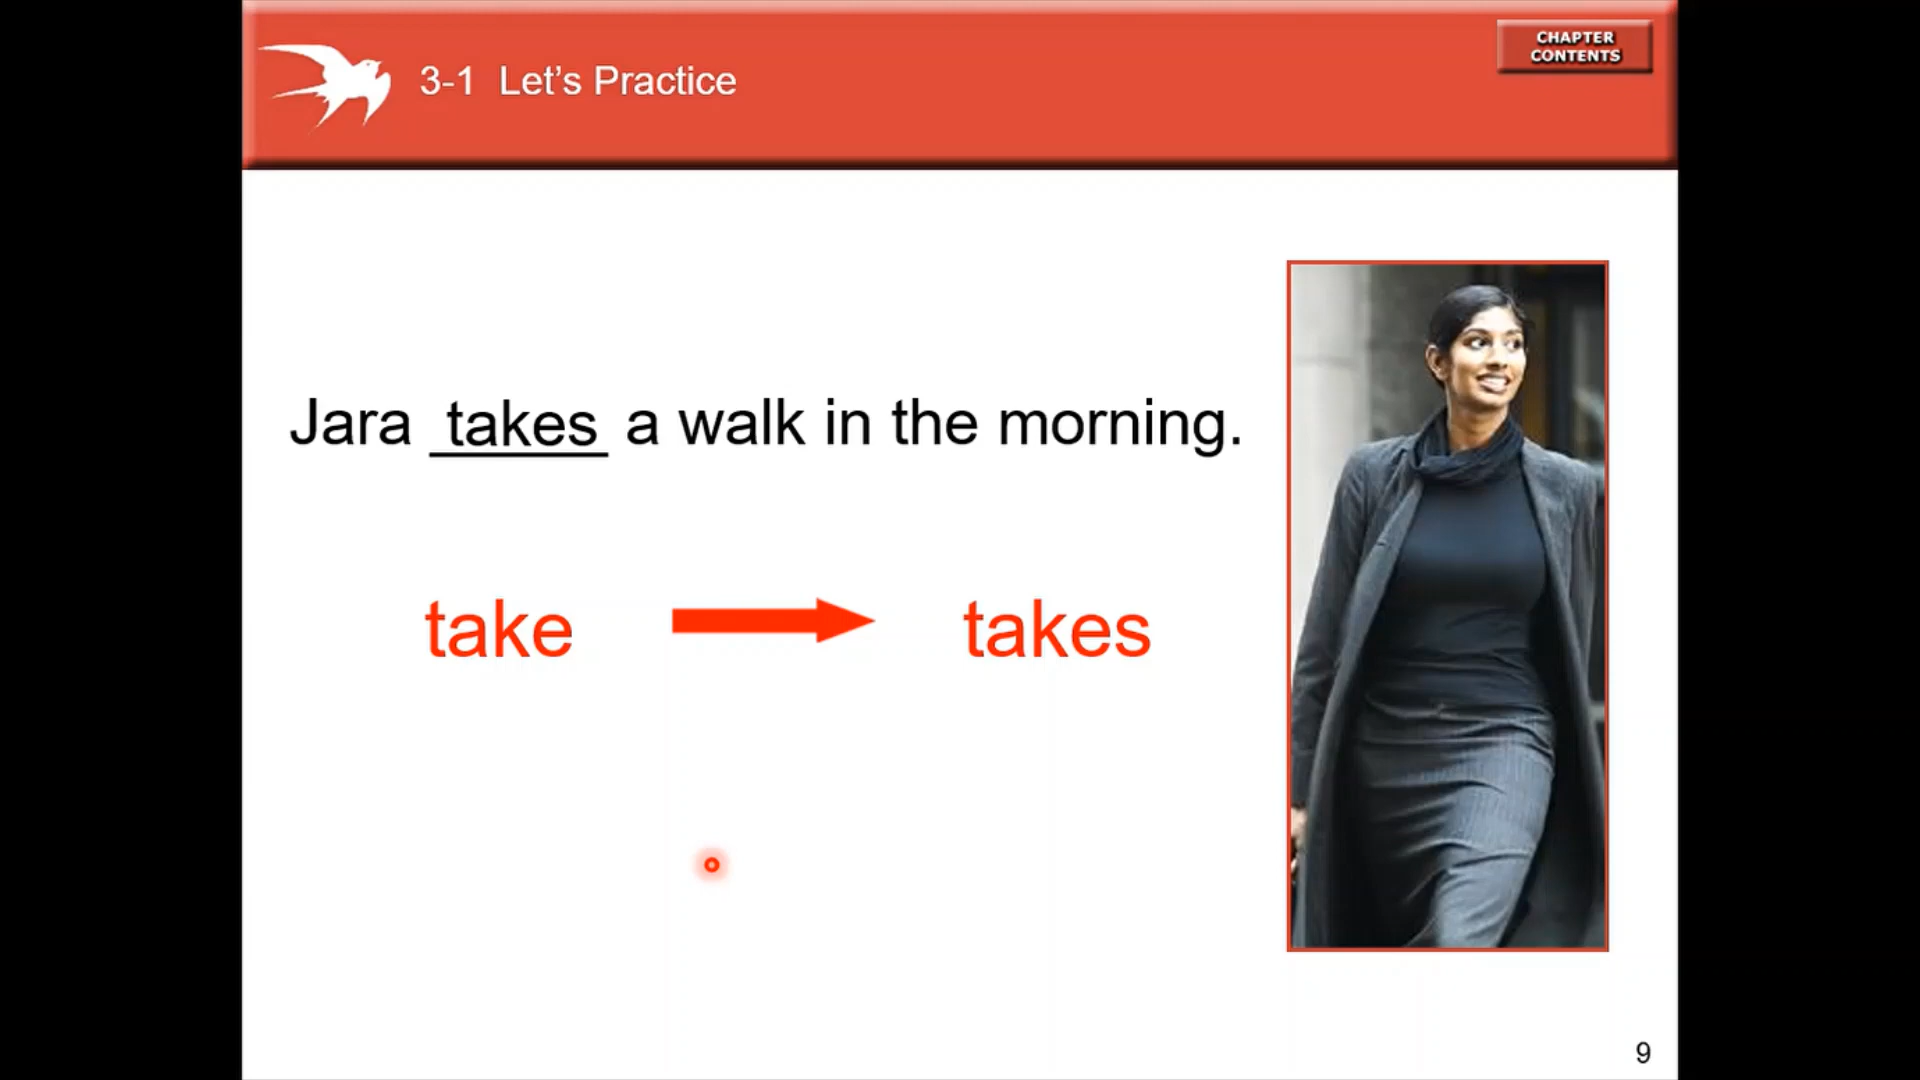 CHAPTER
CONTENTS
3-1 Let's Practice
Jara takes a walk in the morning.
take takes
9